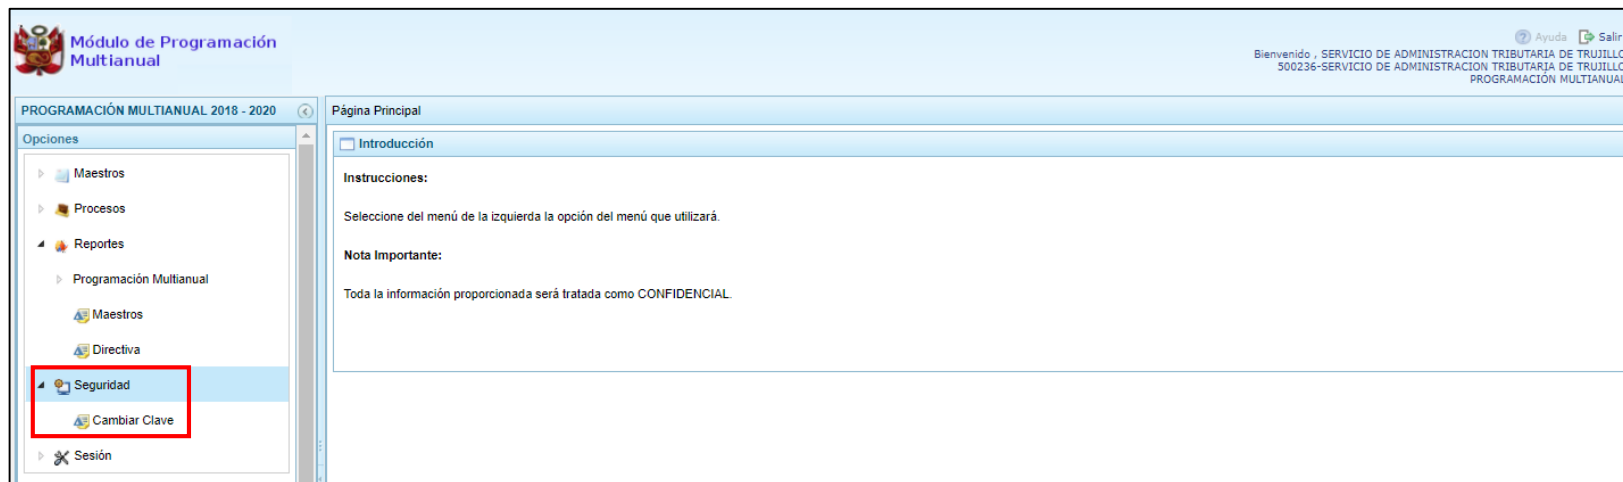 Módulo de Programación
Multianual
Ayuda Salir
Bienvenido , SERVICIO DE ADMINISTRACION TRIBUTARIA DE TRUJILLO
500236-SERVICIO DE ADMINISTRACION TRIBUTARIA DE TRUJILLO
PROGRAMACIÓN MULTIANUAL
PROGRAMACIÓN MULTIANUAL 2018 - 2020
Página Principal
Opciones
Maestros
Procesos
Reportes
Programación Multianual
Maestros
Directiva
Seguridad
Cambiar Clave
Sesión
Introducción
Instrucciones:
Seleccione del menú de la izquierda la opción del menú que utilizará.
Nota Importante:
Toda la información proporcionada será tratada como CONFIDENCIAL.